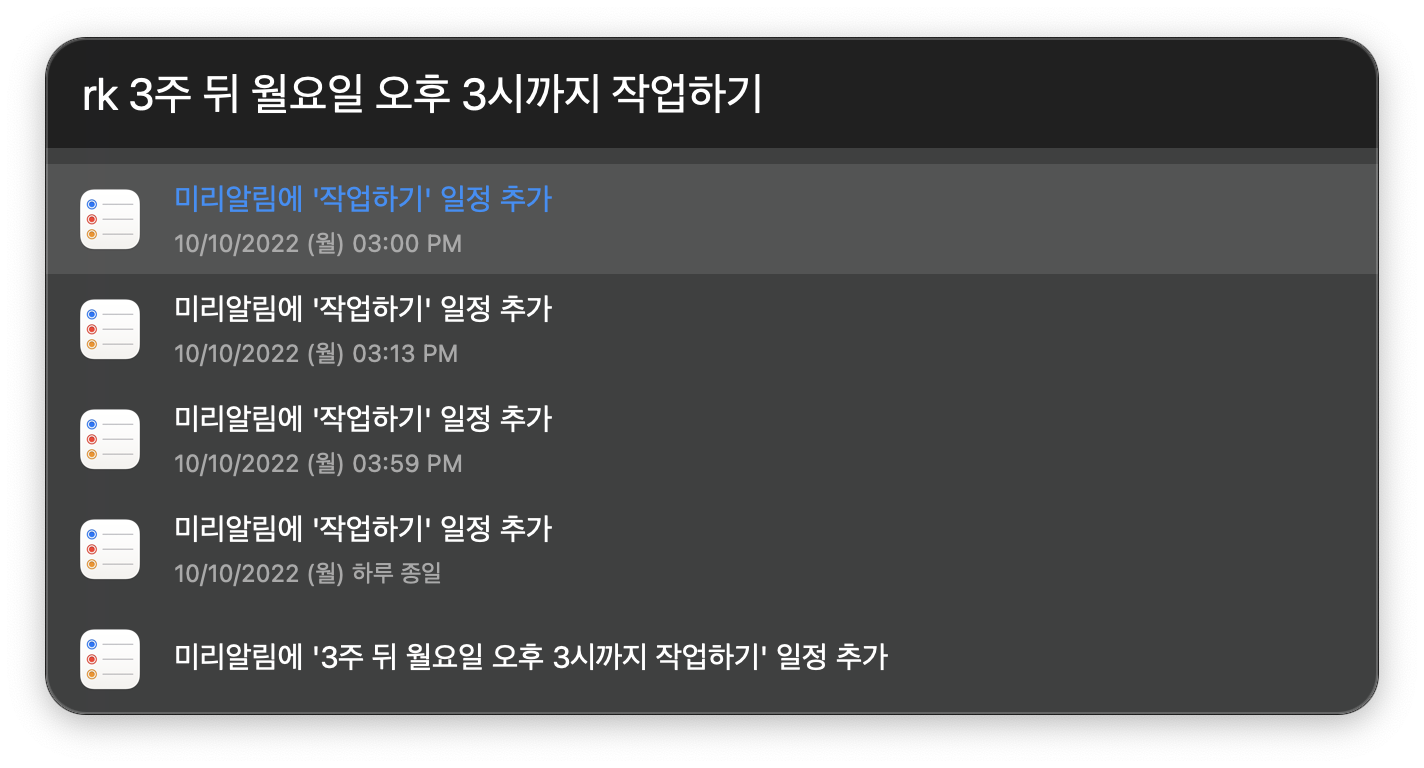 rk 3주 뒤 월요일 오후 3시까지 작업하기
미리알림에 '작업하기' 일정 추가
10/10/2022 (월) 03:00 PM
미리알림에 '작업하기' 일정 추가
10/10/2022 (월) 03:13 PM
미리알림에 '작업하기' 일정 추가
10/10/2022 (월) 03:59 PM
미리알림에 '작업하기' 일정 추가
10/10/2022 (월) 하루 종일
미리알림에 '3주 뒤 월요일 오후 3시까지 작업하기' 일정 추가